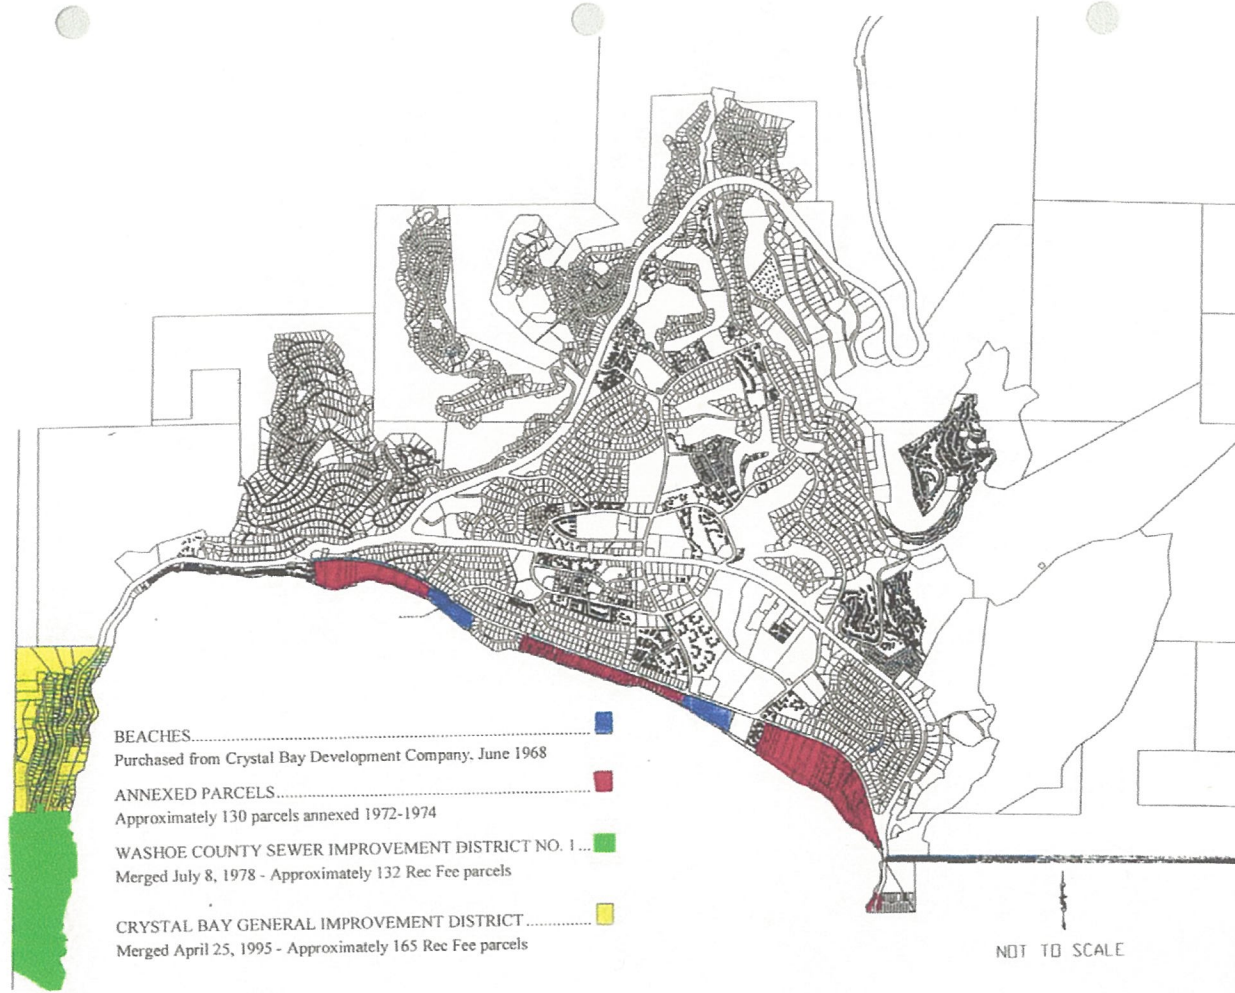 BEACHES
Purchased from Crystal Bay Development Company, June 1968
ANNEXED PARCELS
Approximately 130 parcels annexed 1972-1974
WASHOE COUNTY SEWER IMPROVEMENT DISTRICT NO. 1...
Merged July 8, 1978 - Approximately 132 Rec Fee parcels
CRYSTAL BAY GENERAL IMPROVEMENT DISTRICT
Merged April 25, 1995 - Approximately 165 Rec Fee parcels
NOT TO SCALE